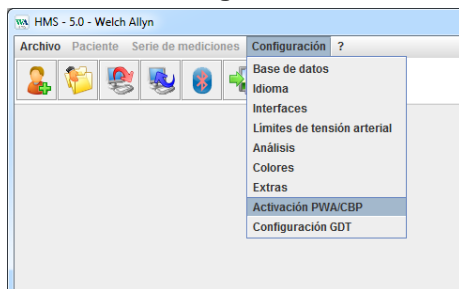 HMS - 5.0 - Welch Allyn
Archivo Paciente Serie de mediciones Configuración ?
Base de datos
Idioma
Interfaces
Límites de tensión arterial
Análisis
Colores
Extras
Activación PWA/CBP
Configuración GDT